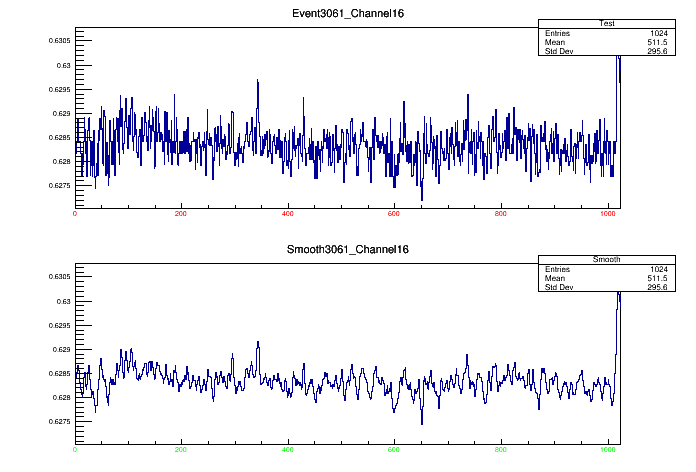 Event3061_Channel16
Test
Entries 1024
Mean 511.5
Std Dev 295.6
0.6305
0.63
0.6295
0.629
0.6285
0.628
0.6275
0 200 400 600 800 1000
Smooth3061_Channel16
Smooth
Entries 1024
Mean 511.5
Std Dev 295.6
0.6305
0.63
0.6295
0.629
0.6285
0.628
0.6275
0 200 400 600 800 1000